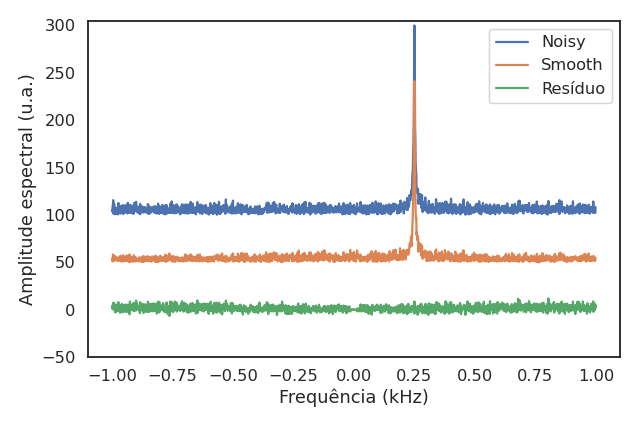 300
250
200
150
100
50
0
−50
Amplitude espectral (u.a.)
Noisy
Smooth
Resíduo
−1.00 −0.75 −0.50 −0.25 0.00 0.25 0.50 0.75 1.00
Frequência (kHz)